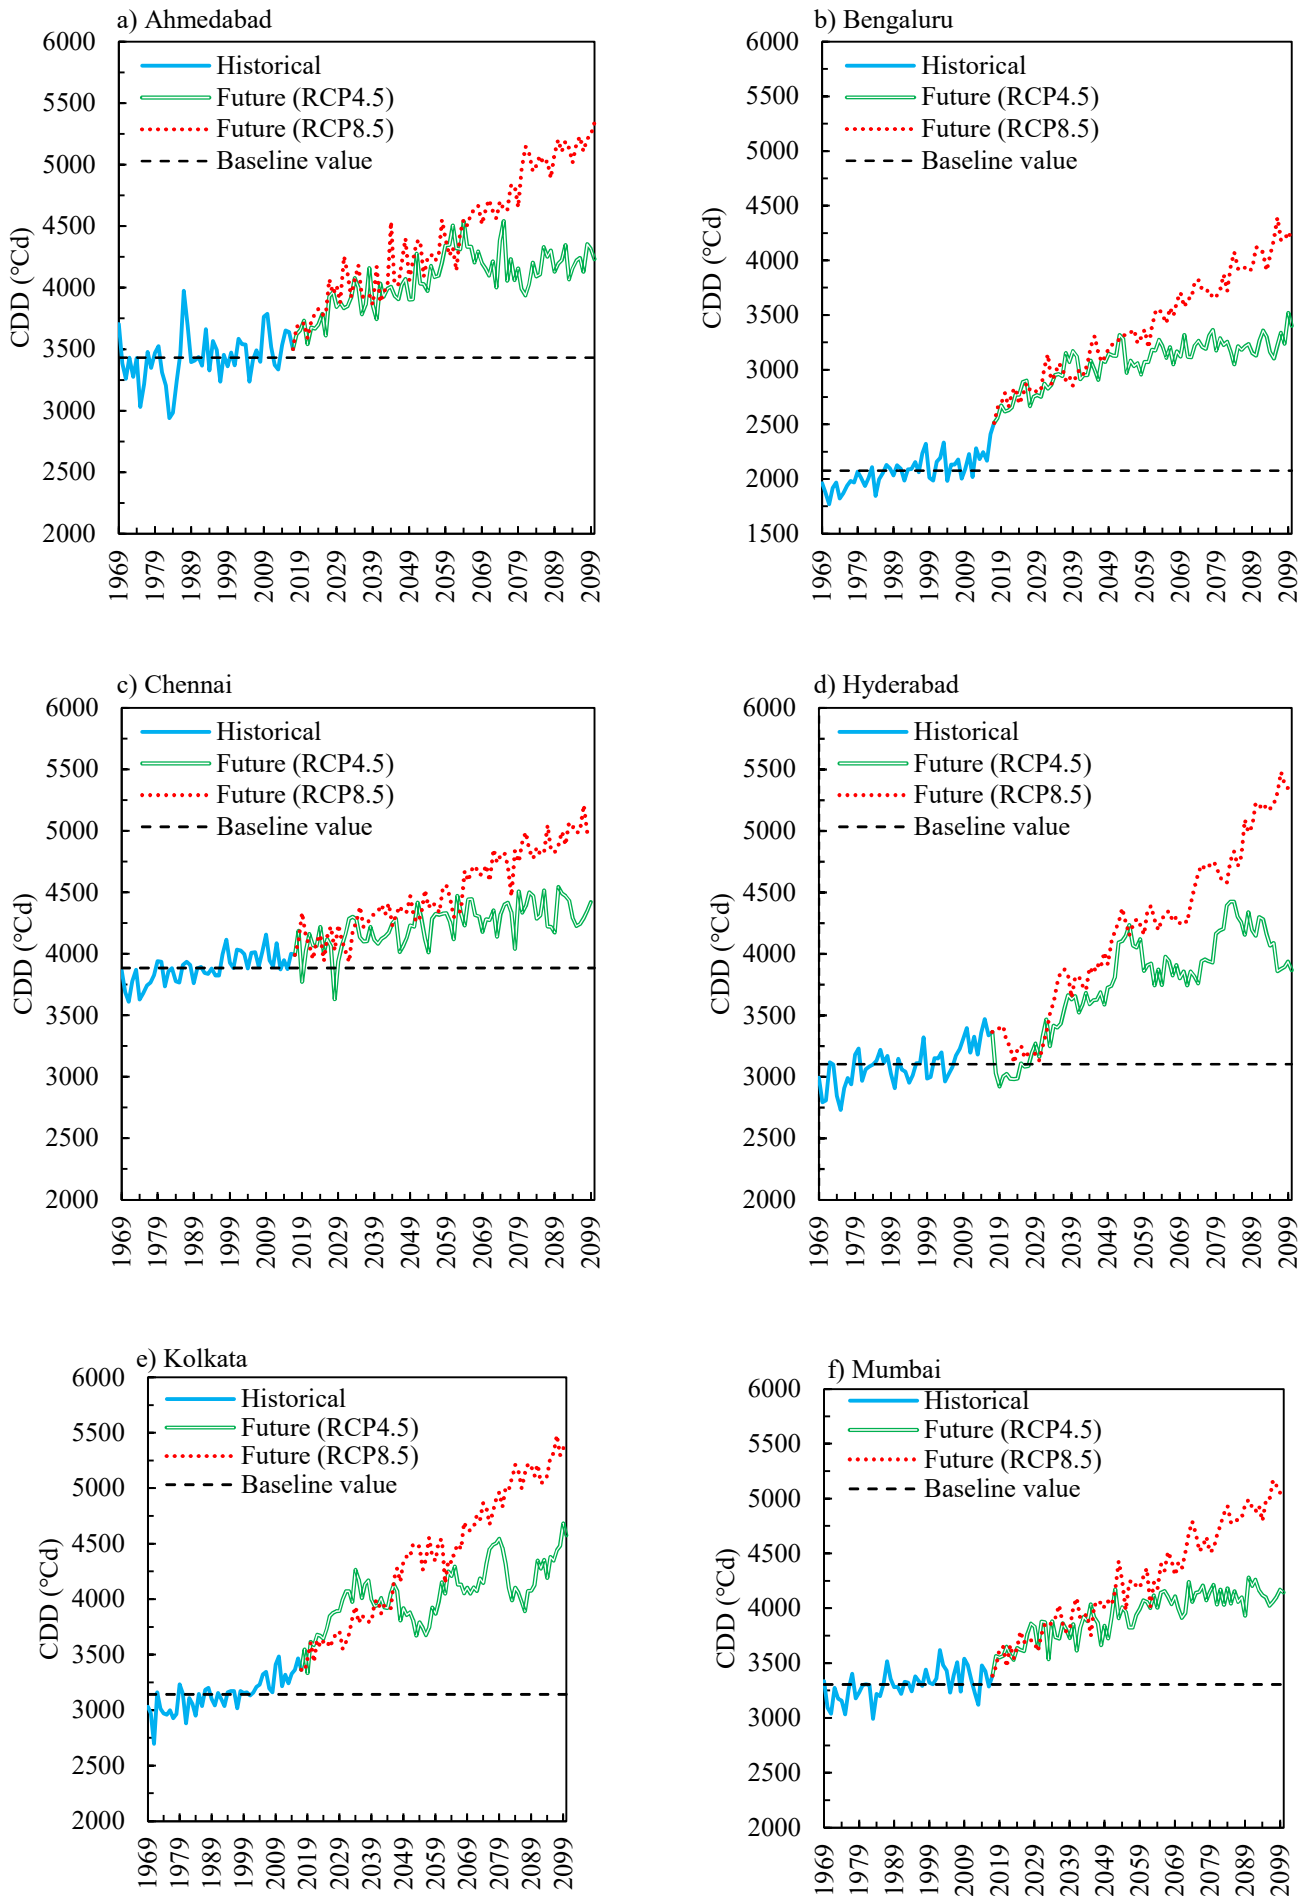 a) Ahmedabad
CDD (°Cd)
6000
5500
5000
4500
4000
3500
3000
2500
2000
Historical
Future (RCP4.5)
Future (RCP8.5)
Baseline value
1969 1979 1989 1999 2009 2019 2029 2039 2049 2059 2069 2079 2089 2099
b) Bengaluru
CDD (°Cd)
6000
5500
5000
4500
4000
3500
3000
2500
2000
1500
Historical
Future (RCP4.5)
Future (RCP8.5)
Baseline value
1969 1979 1989 1999 2009 2019 2029 2039 2049 2059 2069 2079 2089 2099
c) Chennai
CDD (°Cd)
6000
5500
5000
4500
4000
3500
3000
2500
2000
Historical
Future (RCP4.5)
Future (RCP8.5)
Baseline value
1969 1979 1989 1999 2009 2019 2029 2039 2049 2059 2069 2079 2089 2099
d) Hyderabad
CDD (°Cd)
6000
5500
5000
4500
4000
3500
3000
2500
2000
Historical
Future (RCP4.5)
Future (RCP8.5)
Baseline value
1969 1979 1989 1999 2009 2019 2029 2039 2049 2059 2069 2079 2089 2099
e) Kolkata
CDD (°Cd)
6000
5500
5000
4500
4000
3500
3000
2500
2000
Historical
Future (RCP4.5)
Future (RCP8.5)
Baseline value
1969 1979 1989 1999 2009 2019 2029 2039 2049 2059 2069 2079 2089 2099
f) Mumbai
CDD (°Cd)
6000
5500
5000
4500
4000
3500
3000
2500
2000
Historical
Future (RCP4.5)
Future (RCP8.5)
Baseline value
1969 1979 1989 1999 2009 2019 2029 2039 2049 2059 2069 2079 2089 2099